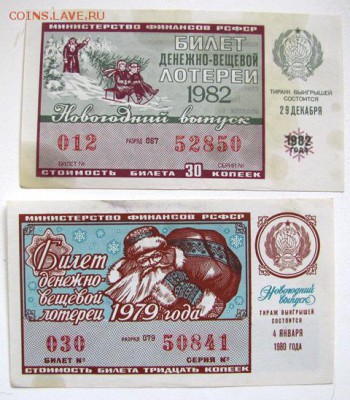 COINS.LAVE.RU
МИНИСТЕРСТВО ФИНАНСОВ РСФСР
БИЛЕТ
ДЕНЕЖНО-ВЕЩЕВОЙ
ЛОТЕРЕИ
1982
Новогодний выпуск
012 РАЗРЯД 087 52850
БИЛЕТ № СЕРИЯ №
СТОИМОСТЬ БИЛЕТА 30 КОПЕЕК
ТИРАЖ ВЫИГРЫШЕЙ
СОСТОИТСЯ
29 ДЕКАБРЯ
1982
ГОДА
МИНИСТЕРСТВО ФИНАНСОВ РСФСР
Билет
денежно-
вещевой
лотереи 1979 года
030 РАЗРЯД 079 50841
БИЛЕТ № СЕРИЯ №
СТОИМОСТЬ БИЛЕТА ТРИДЦАТЬ КОПЕЕК
Новогодний
выпуск
ТИРАЖ ВЫИГРЫШЕЙ
СОСТОИТСЯ
4 ЯНВАРЯ
1980 ГОДА